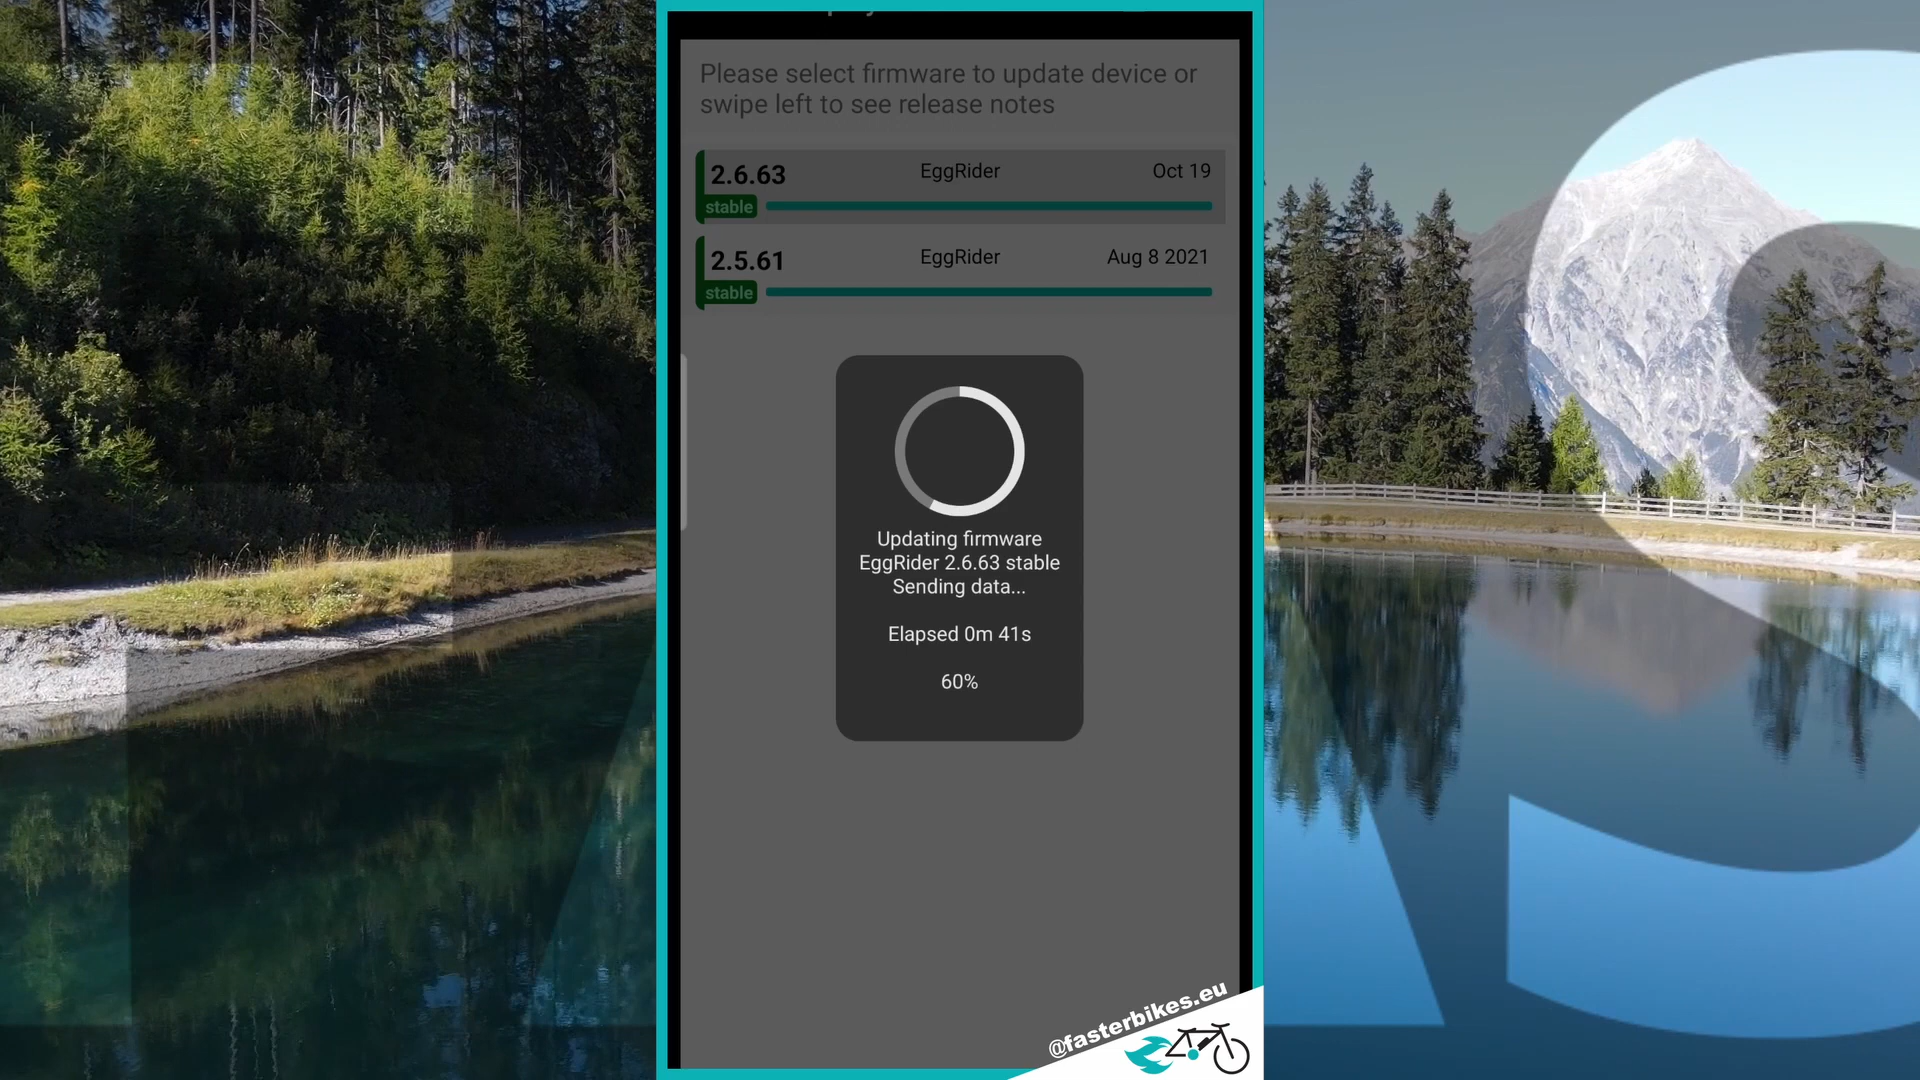 Please select firmware to update device or
swipe left to see release notes
2.6.63 EggRider Oct 19
stable
2.5.61 EggRider Aug 8 2021
stable
Updating firmware
EggRider 2.6.63 stable
Sending data...
Elapsed 0m 41s
60%
@fasterbikes.eu